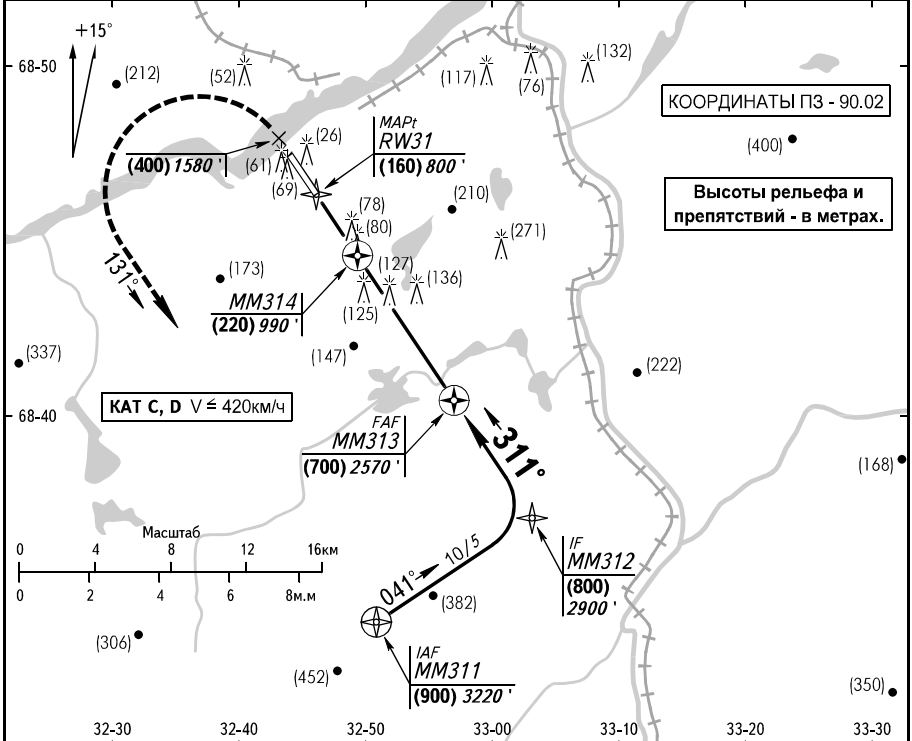 +15°
68-50
(212)
(52)
(117)
(76)
(132)
КООРДИНАТЫ ПЗ - 90.02
(400)
MAPt
RW31
(160) 800 '
(400) 1580 '
(61)
(26)
(69)
(78)
(80)
(210)
(271)
Высоты рельефа и
препятствий - в метрах.
131°
(173)
MM314
(220) 990 '
(127)
(136)
(125)
(147)
(337)
(222)
КАТ C, D V ≤ 420км/ч
68-40
FAF
MM313
(700) 2570 '
311°
(168)
Масштаб
0 4 8 12 16км
0 2 4 6 8м.м
041° 10/5
IF
MM312
(800)
2900 '
(382)
(306)
IAF
MM311
(900) 3220 '
(452)
(350)
32-30 32-40 32-50 33-00 33-10 33-20 33-30